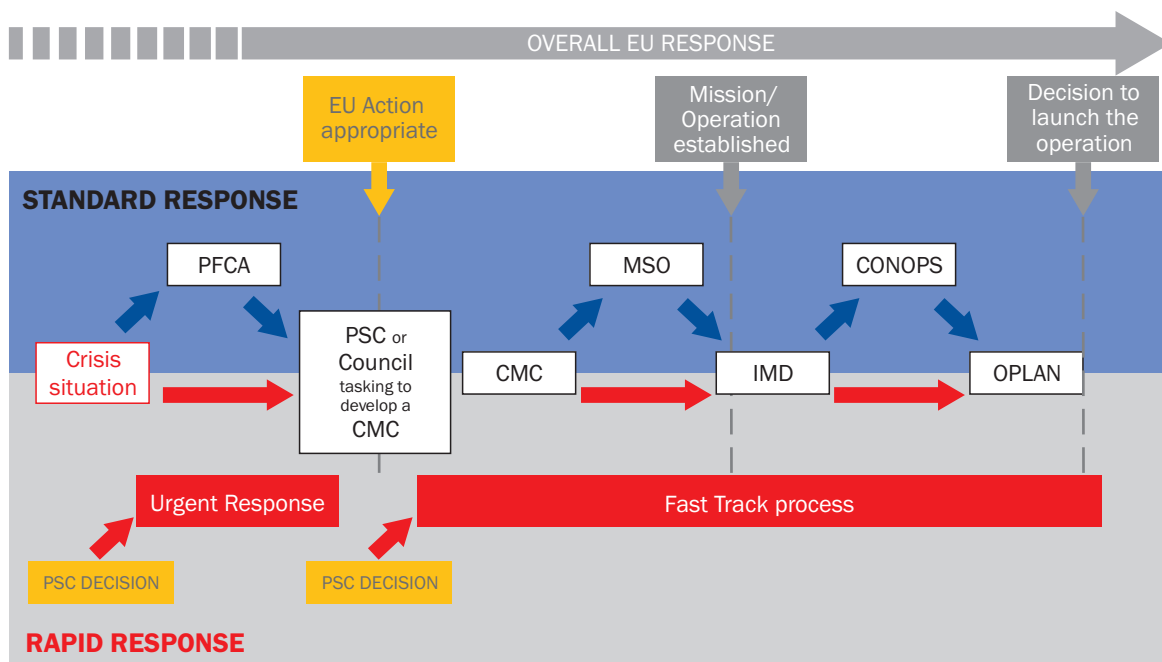 OVERALL EU RESPONSE
EU Action
appropriate
Mission/
Operation
established
Decision to
launch the
operation
STANDARD RESPONSE
PFCA
MSO
CONOPS
Crisis
situation
PSC or
Council
tasking to
develop a
CMC
CMC
IMD
OPLAN
Urgent Response
Fast Track process
PSC DECISION
PSC DECISION
RAPID RESPONSE